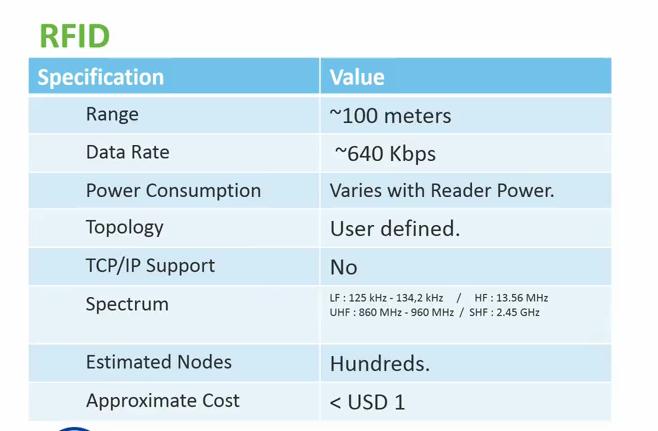 RFID
Specification Value
Range ~100 meters
Data Rate ~640 Kbps
Power Consumption Varies with Reader Power.
Topology User defined.
TCP/IP Support No
Spectrum LF : 125 kHz - 134,2 kHz / HF : 13.56 MHz
UHF : 860 MHz - 960 MHz / SHF : 2.45 GHz
Estimated Nodes Hundreds.
Approximate Cost < USD 1